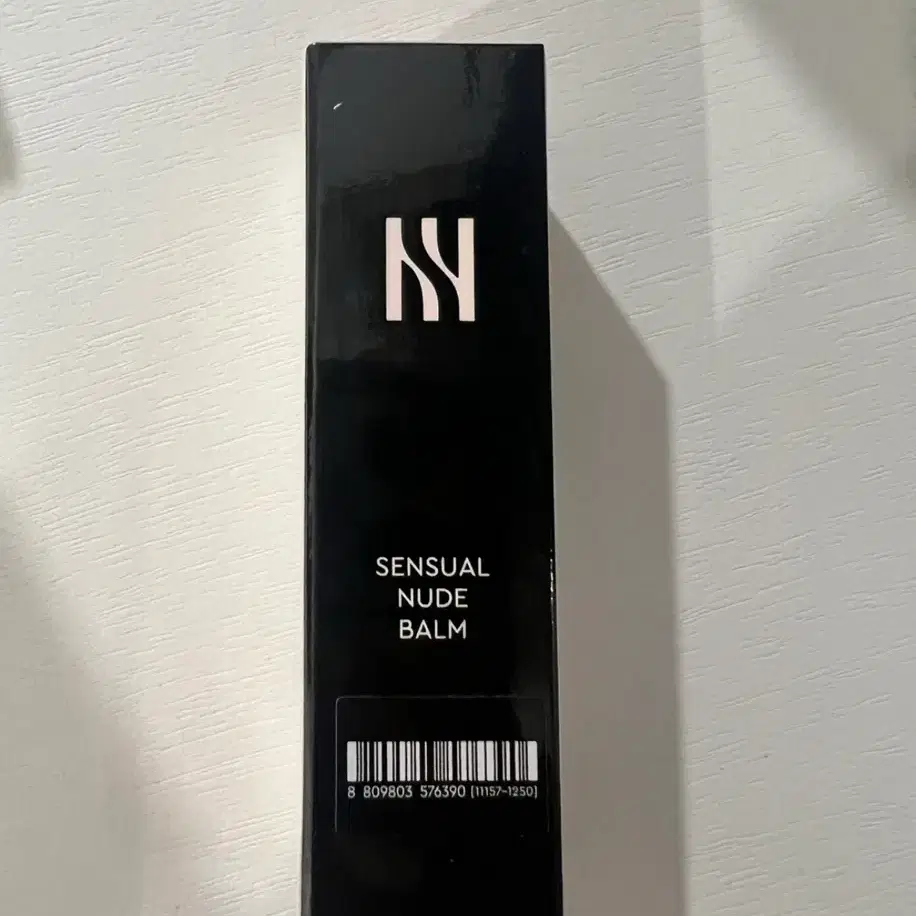 SENSUAL
NUDE
BALM
8 809803 576390 (11157-1250)